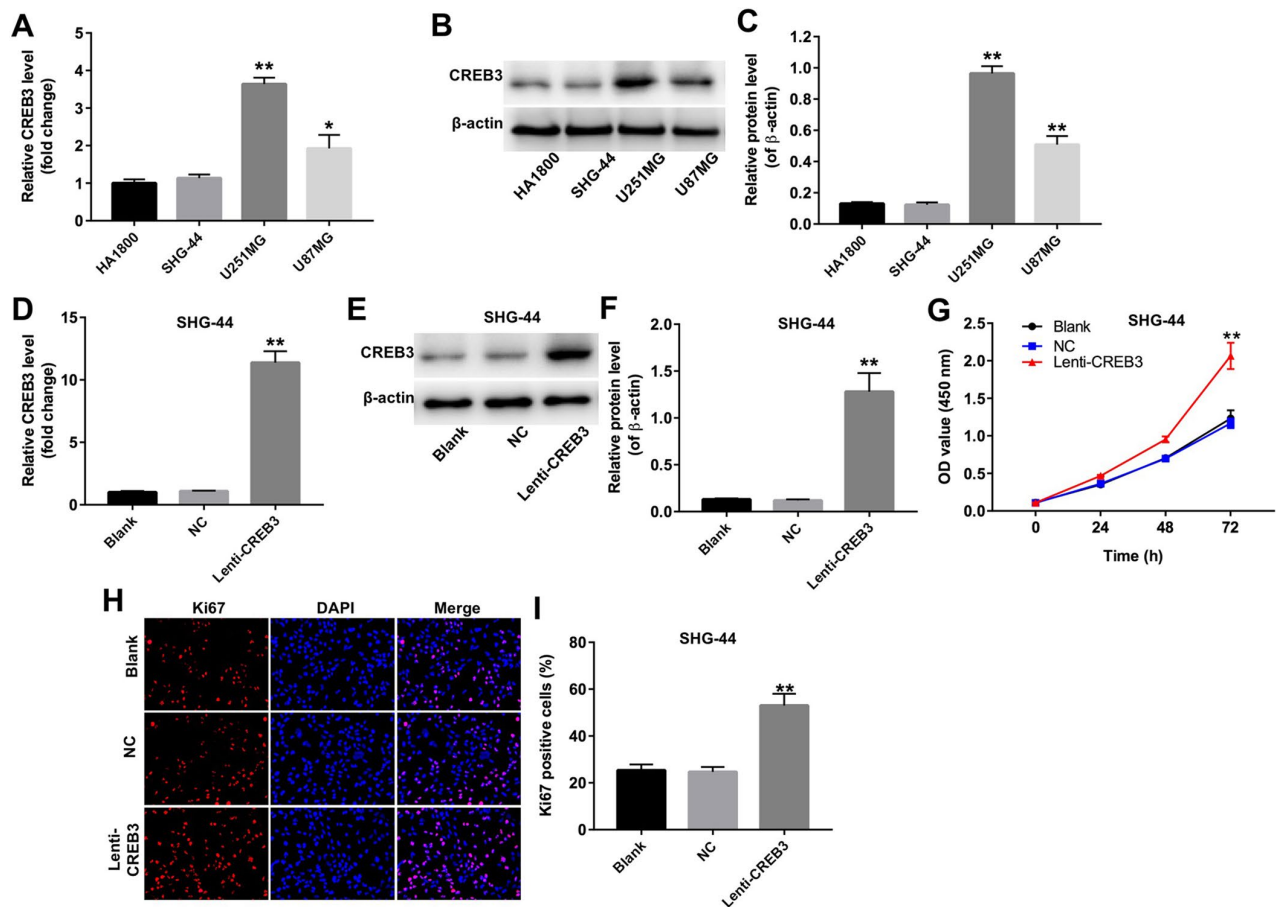 A
Relative CREB3 level
(fold change)
5
4
3
2
1
0
**
*
HA1800
SHG-44
U251MG
U87MG
B
CREB3
β-actin
HA1800
SHG-44
U251MG
U87MG
C
Relative protein level
(of β-actin)
1.2
1.0
0.8
0.6
0.4
0.2
0.0
**
**
HA1800
SHG-44
U251MG
U87MG
D
SHG-44
Relative CREB3 level
(fold change)
15
10
5
0
**
Blank
NC
Lenti-CREB3
E
SHG-44
CREB3
β-actin
Blank
NC
Lenti-CREB3
F
SHG-44
Relative protein level
(of β-actin)
2.0
1.5
1.0
0.5
0.0
**
Blank
NC
Lenti-CREB3
G
Blank
NC
Lenti-CREB3
SHG-44
**
OD value (450 nm)
2.5
2.0
1.5
1.0
0.5
0.0
0
24
48
72
Time (h)
H
Ki67
DAPI
Merge
Blank
NC
Lenti-
CREB3
I
SHG-44
Ki67 positive cells (%)
80
60
40
20
0
**
Blank
NC
Lenti-CREB3